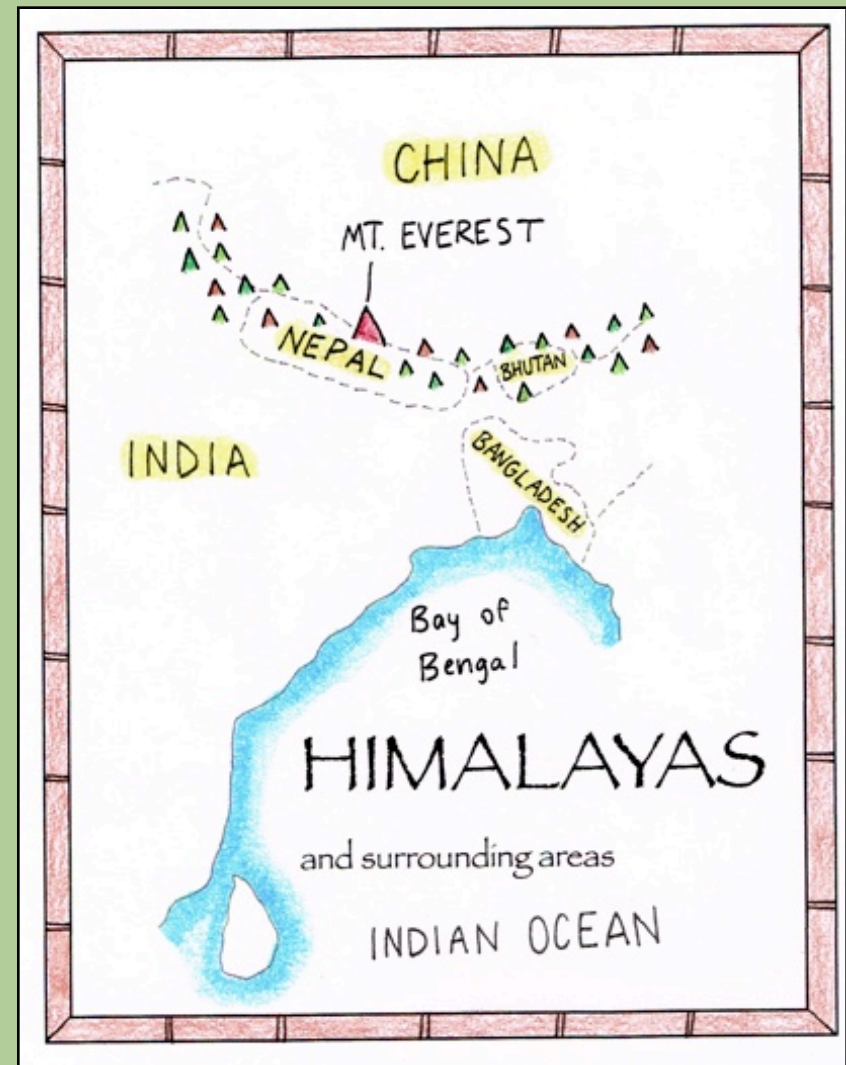 CHINA
MT. EVEREST
NEPAL
BHUTAN
INDIA
BANGLADESH
Bay of
Bengal
HIMALAYAS
and surrounding areas
INDIAN OCEAN